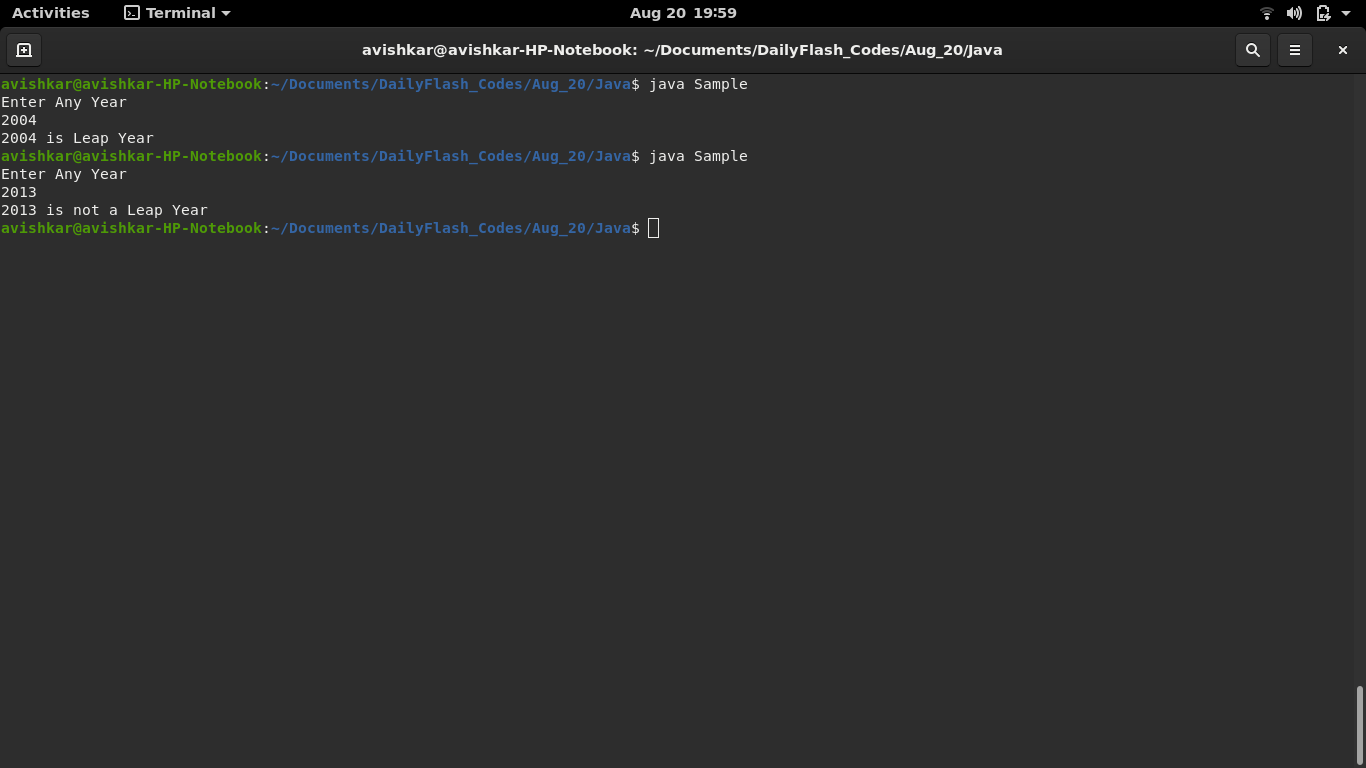 Activities Terminal Aug 20 19:59
avishkar@avishkar-HP-Notebook: ~/Documents/DailyFlash_Codes/Aug_20/Java
avishkar@avishkar-HP-Notebook:~/Documents/DailyFlash_Codes/Aug_20/Java$ java Sample
Enter Any Year
2004
2004 is Leap Year
avishkar@avishkar-HP-Notebook:~/Documents/DailyFlash_Codes/Aug_20/Java$ java Sample
Enter Any Year
2013
2013 is not a Leap Year
avishkar@avishkar-HP-Notebook:~/Documents/DailyFlash_Codes/Aug_20/Java$